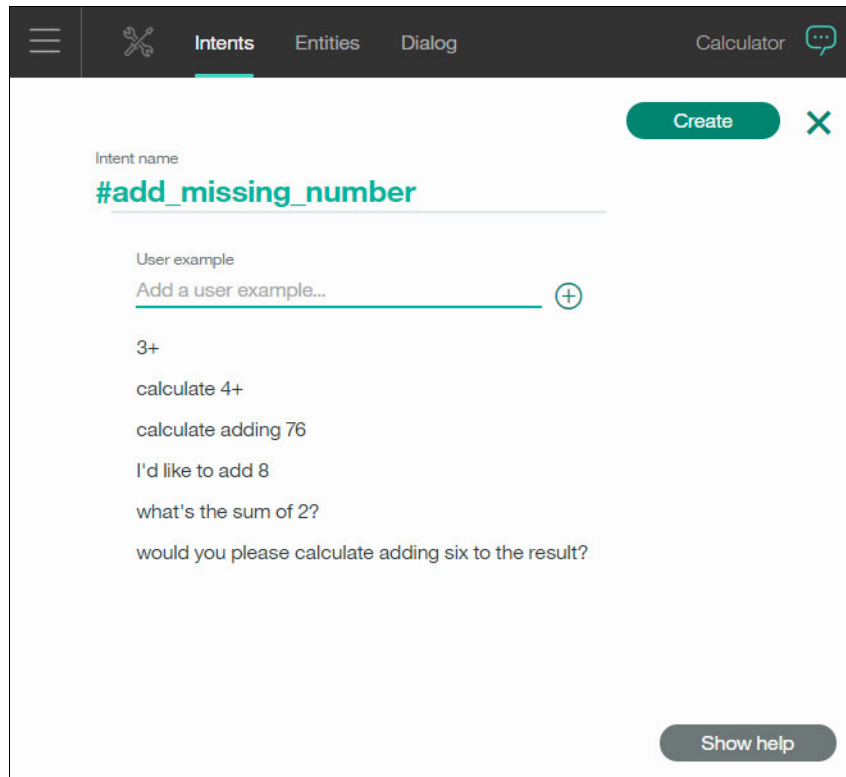 Intents Entities Dialog Calculator
Create
Intent name
#add_missing_number
User example
Add a user example...
3+
calculate 4+
calculate adding 76
I'd like to add 8
what's the sum of 2?
would you please calculate adding six to the result?
Show help